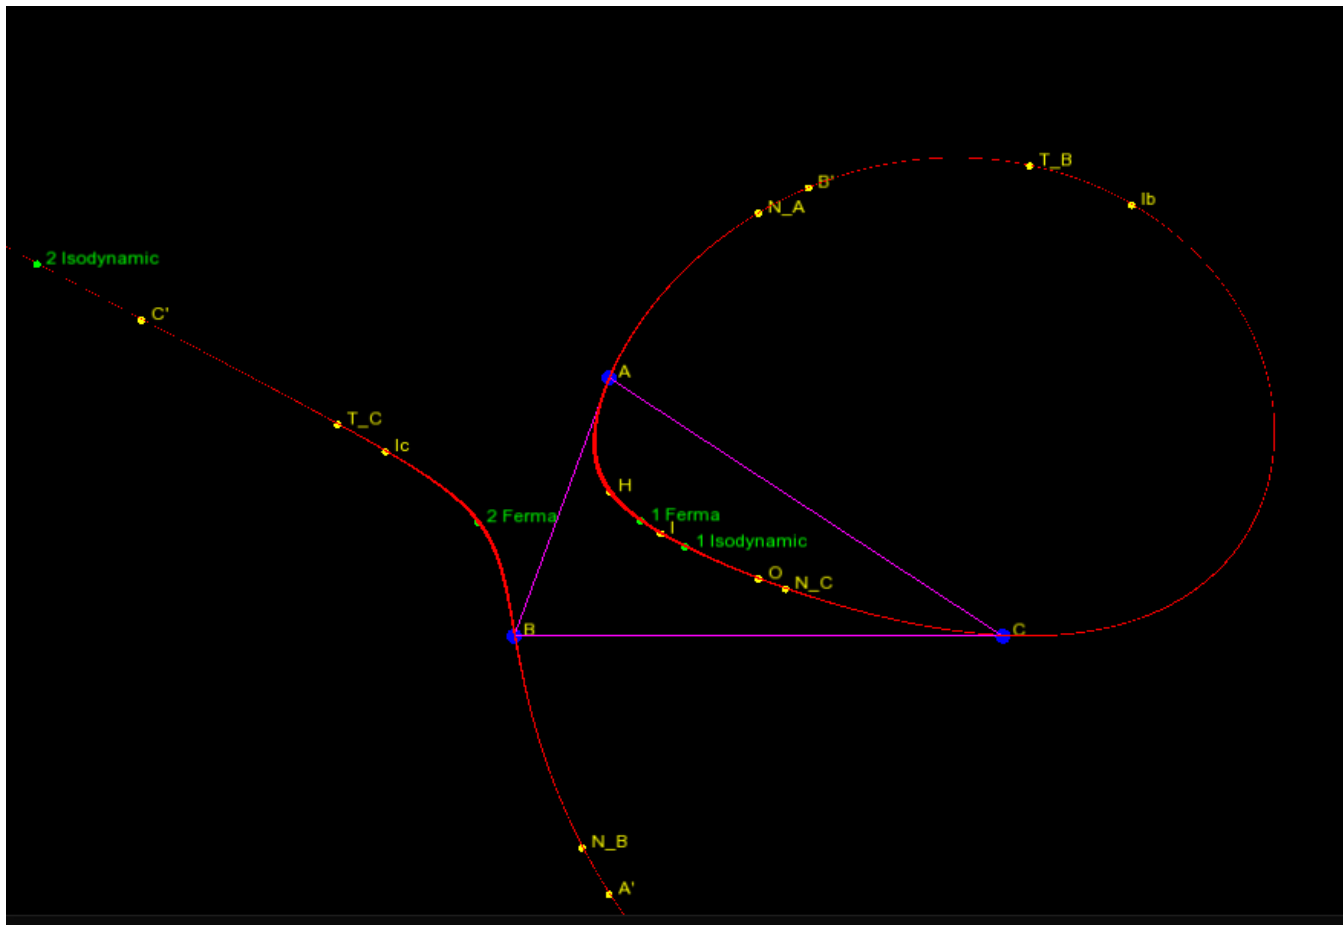 T_B
B'
Ib
N_A
2 Isodynamic
C'
A
T_C
Ic
H
2 Ferma
1 Ferma
I
1 Isodynamic
O
N_C
B
C
N_B
A'